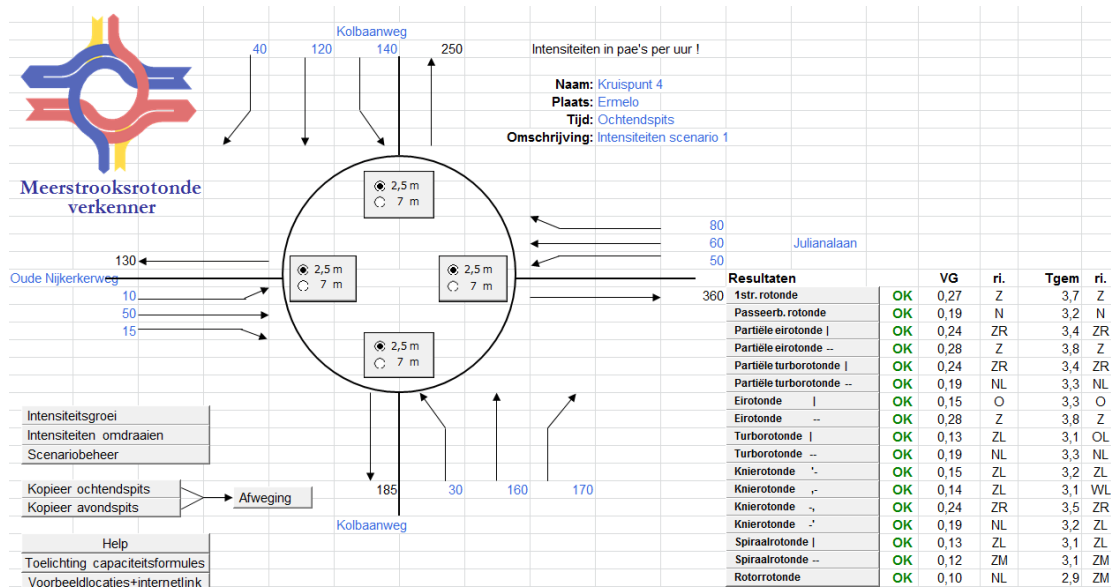 Kolbaanweg
40 120 140 250 Intensiteiten in pae's per uur !
Naam: Kruispunt 4
Plaats: Ermelo
Tijd: Ochtendspits
Omschrijving: Intensiteiten scenario 1
Meerstrooksrotonde
verkenner
2,5 m
7 m
80
60 Julianalaan
50
130
Oude Nijkerkerweg
10
50
15
2,5 m
7 m
2,5 m
7 m
360
2,5 m
7 m
185 30 160 170
Kolbaanweg
Intensiteitsgroei
Intensiteiten omdraaien
Scenariobeheer
Kopieer ochtendspits
Kopieer avondspits
Afweging
Help
Toelichting capaciteitsformules
Voorbeeldlocaties+internetlink
Resultaten VG ri. Tgem ri.
1str. rotonde OK 0,27 Z 3,7 Z
Passeerb. rotonde OK 0,19 N 3,2 N
Partiële eirotonde | OK 0,24 ZR 3,4 ZR
Partiële eirotonde -- OK 0,28 Z 3,8 Z
Partiële turborotonde | OK 0,24 ZR 3,4 ZR
Partiële turborotonde -- OK 0,19 NL 3,3 NL
Eirotonde | OK 0,15 O 3,3 O
Eirotonde -- OK 0,28 Z 3,8 Z
Turborotonde | OK 0,13 ZL 3,1 OL
Turborotonde -- OK 0,19 NL 3,3 NL
Knierotonde '- OK 0,15 ZL 3,2 ZL
Knierotonde ,- OK 0,14 ZL 3,1 WL
Knierotonde -, OK 0,24 ZR 3,5 ZR
Knierotonde -' OK 0,19 NL 3,2 ZL
Spiraalrotonde | OK 0,13 ZL 3,1 ZL
Spiraalrotonde -- OK 0,12 ZM 3,1 ZM
Rotorrotonde OK 0,10 NL 2,9 ZM